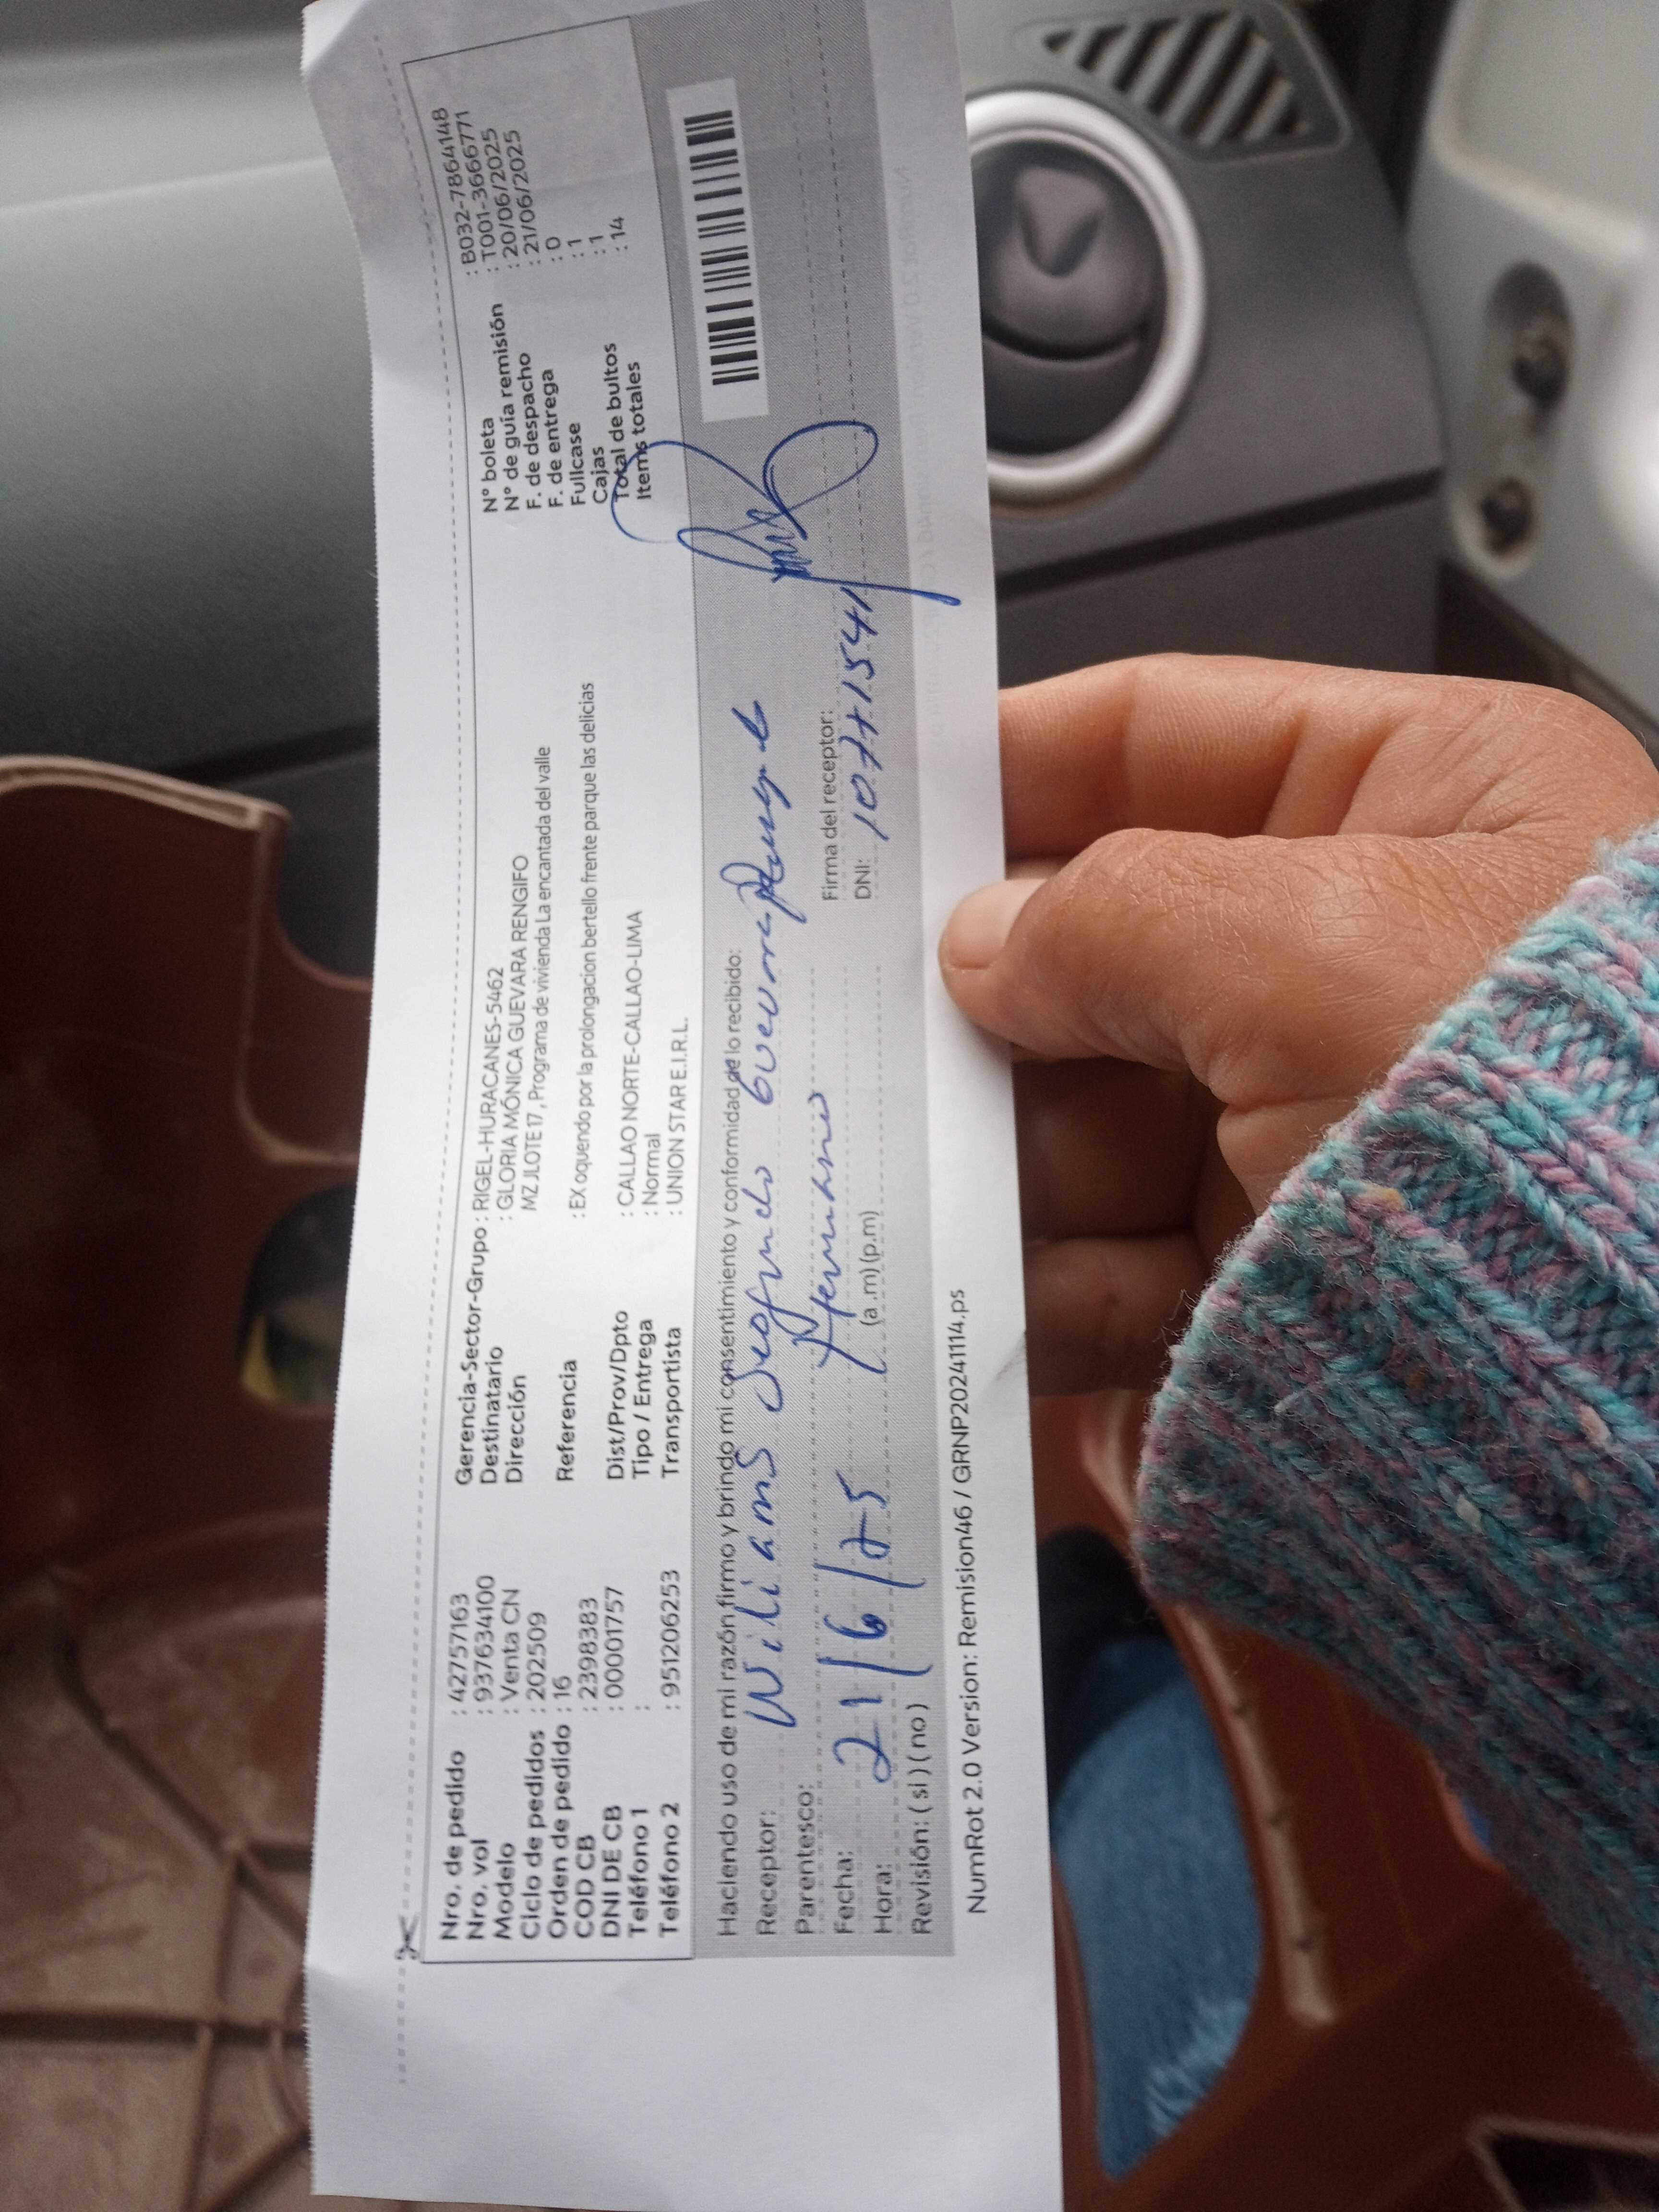 Nro. de pedido : 42757163
Nro. vol : 937634100
Modelo : Venta CN
Ciclo de pedidos : 202509
Orden de pedido : 16
COD CB : 2398383
DNI DE CB : 00001757
Teléfono 1 :
Teléfono 2 : 951206253
Gerencia-Sector-Grupo : RIGEL-HURACANES-5462
Destinatario : GLORIA MÓNICA GUEVARA RENGIFO
Dirección MZ J LOTE 17 , Programa de vivienda La encantada del valle
Referencia : EX oquendo por la prolongacion bertello frente parque las delicias
Dist/Prov/Dpto : CALLAO NORTE-CALLAO-LIMA
Tipo / Entrega : Normal
Transportista : UNION STAR E.I.R.L.
N° boleta : B032-7864148
N° de guía remisión : T001-3666771
F. de despacho : 20/06/2025
F. de entrega : 21/06/2025
Fullcase : 0
Cajas : 1
Total de bultos : 1
Items totales : 14
Haciendo uso de mi razón firmo y brindo mi consentimiento y conformidad de lo recibido:
Receptor: Wiliams
Parentesco: Hermano
Fecha: 21/6/25
Hora: (a .m) (p.m)
Revisión: ( si ) ( no )
Firma del receptor:
DNI: 10771541
NumRot 2.0 Version: Remision46 / GRNP20241114.ps